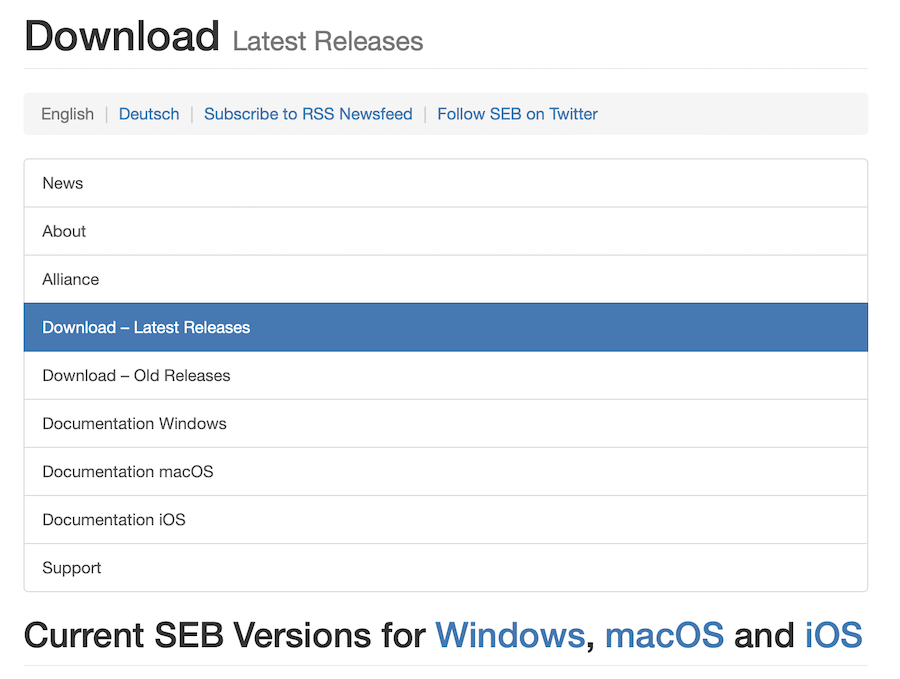 Download Latest Releases
English | Deutsch | Subscribe to RSS Newsfeed | Follow SEB on Twitter
News
About
Alliance
Download – Latest Releases
Download – Old Releases
Documentation Windows
Documentation macOS
Documentation iOS
Support
Current SEB Versions for Windows, macOS and iOS